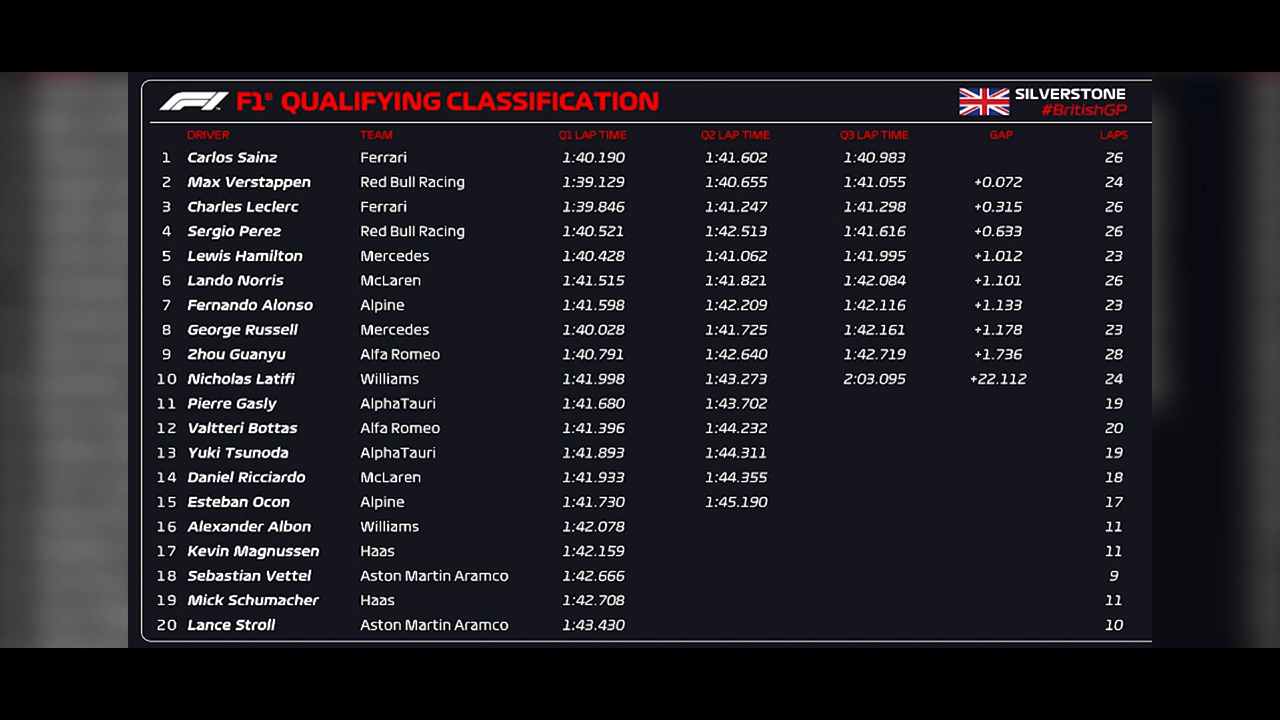 F1 F1® QUALIFYING CLASSIFICATION SILVERSTONE
#BritishGP
DRIVER TEAM Q1 LAP TIME Q2 LAP TIME Q3 LAP TIME GAP LAPS
1 Carlos Sainz Ferrari 1:40.190 1:41.602 1:40.983 26
2 Max Verstappen Red Bull Racing 1:39.129 1:40.655 1:41.055 +0.072 24
3 Charles Leclerc Ferrari 1:39.846 1:41.247 1:41.298 +0.315 26
4 Sergio Perez Red Bull Racing 1:40.521 1:42.513 1:41.616 +0.633 26
5 Lewis Hamilton Mercedes 1:40.428 1:41.062 1:41.995 +1.012 23
6 Lando Norris McLaren 1:41.515 1:41.821 1:42.084 +1.101 26
7 Fernando Alonso Alpine 1:41.598 1:42.209 1:42.116 +1.133 23
8 George Russell Mercedes 1:40.028 1:41.725 1:42.161 +1.178 23
9 Zhou Guanyu Alfa Romeo 1:40.791 1:42.640 1:42.719 +1.736 28
10 Nicholas Latifi Williams 1:41.998 1:43.273 2:03.095 +22.112 24
11 Pierre Gasly AlphaTauri 1:41.680 1:43.702 19
12 Valtteri Bottas Alfa Romeo 1:41.396 1:44.232 20
13 Yuki Tsunoda AlphaTauri 1:41.893 1:44.311 19
14 Daniel Ricciardo McLaren 1:41.933 1:44.355 18
15 Esteban Ocon Alpine 1:41.730 1:45.190 17
16 Alexander Albon Williams 1:42.078 11
17 Kevin Magnussen Haas 1:42.159 11
18 Sebastian Vettel Aston Martin Aramco 1:42.666 9
19 Mick Schumacher Haas 1:42.708 11
20 Lance Stroll Aston Martin Aramco 1:43.430 10